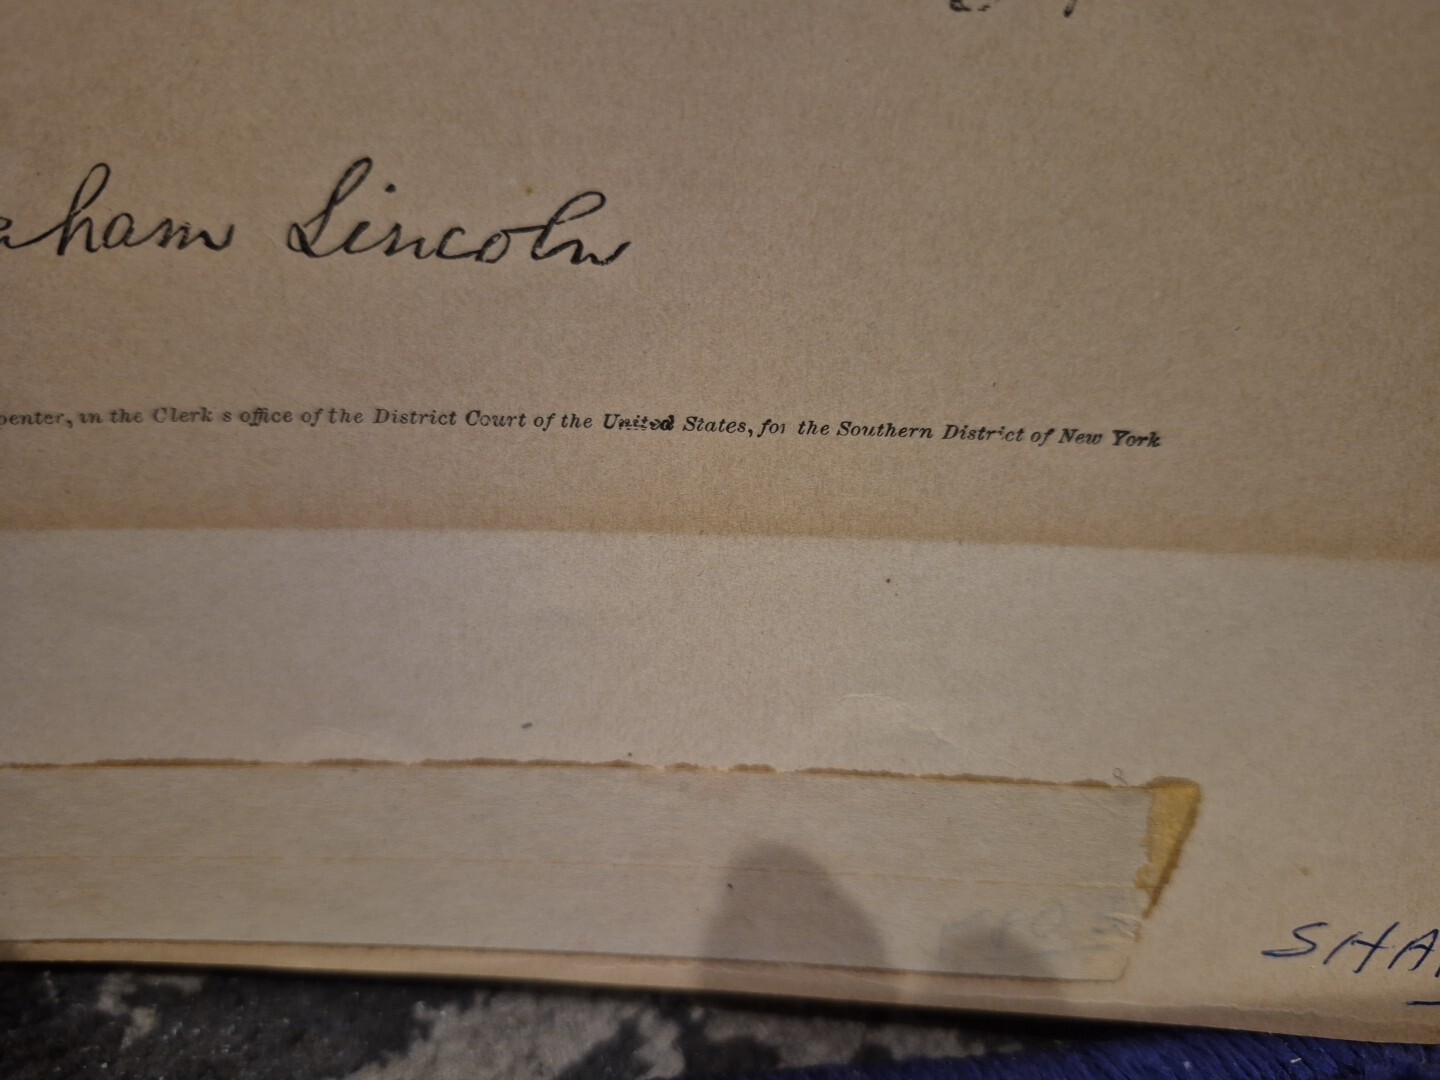 aham Lincoln
penter, in the Clerk s office of the District Court of the United States, for the Southern District of New York
SHA